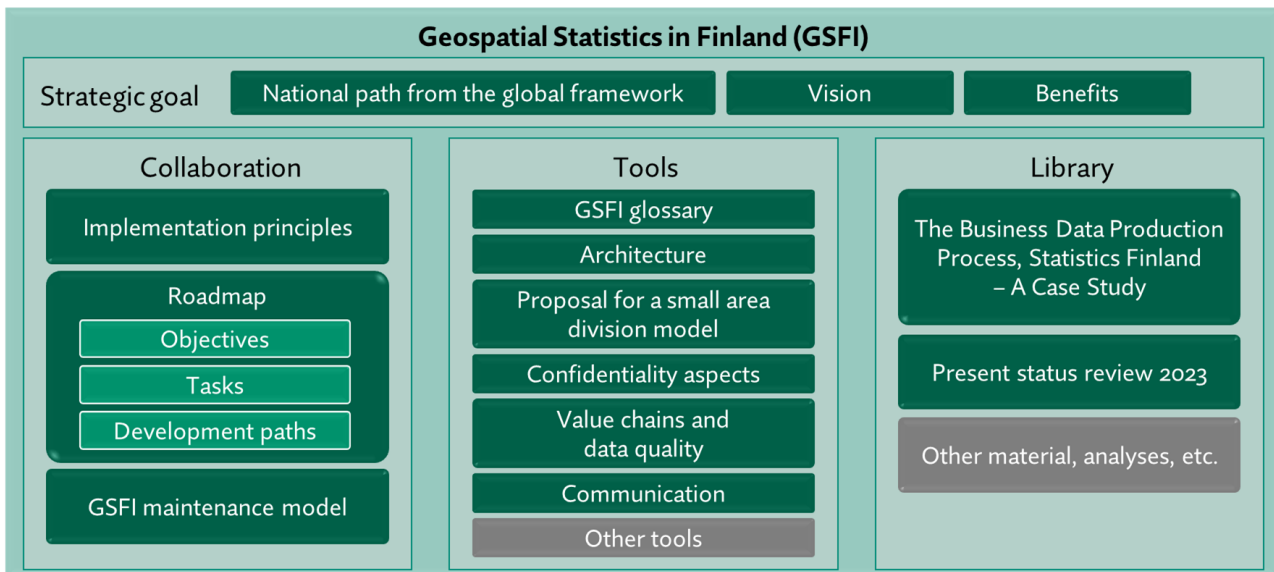 Geospatial Statistics in Finland (GSFI)
Strategic goal
National path from the global framework
Vision
Benefits
Collaboration
Implementation principles
Roadmap
Objectives
Tasks
Development paths
GSFI maintenance model
Tools
GSFI glossary
Architecture
Proposal for a small area
division model
Confidentiality aspects
Value chains and
data quality
Communication
Other tools
Library
The Business Data Production
Process, Statistics Finland
– A Case Study
Present status review 2023
Other material, analyses, etc.